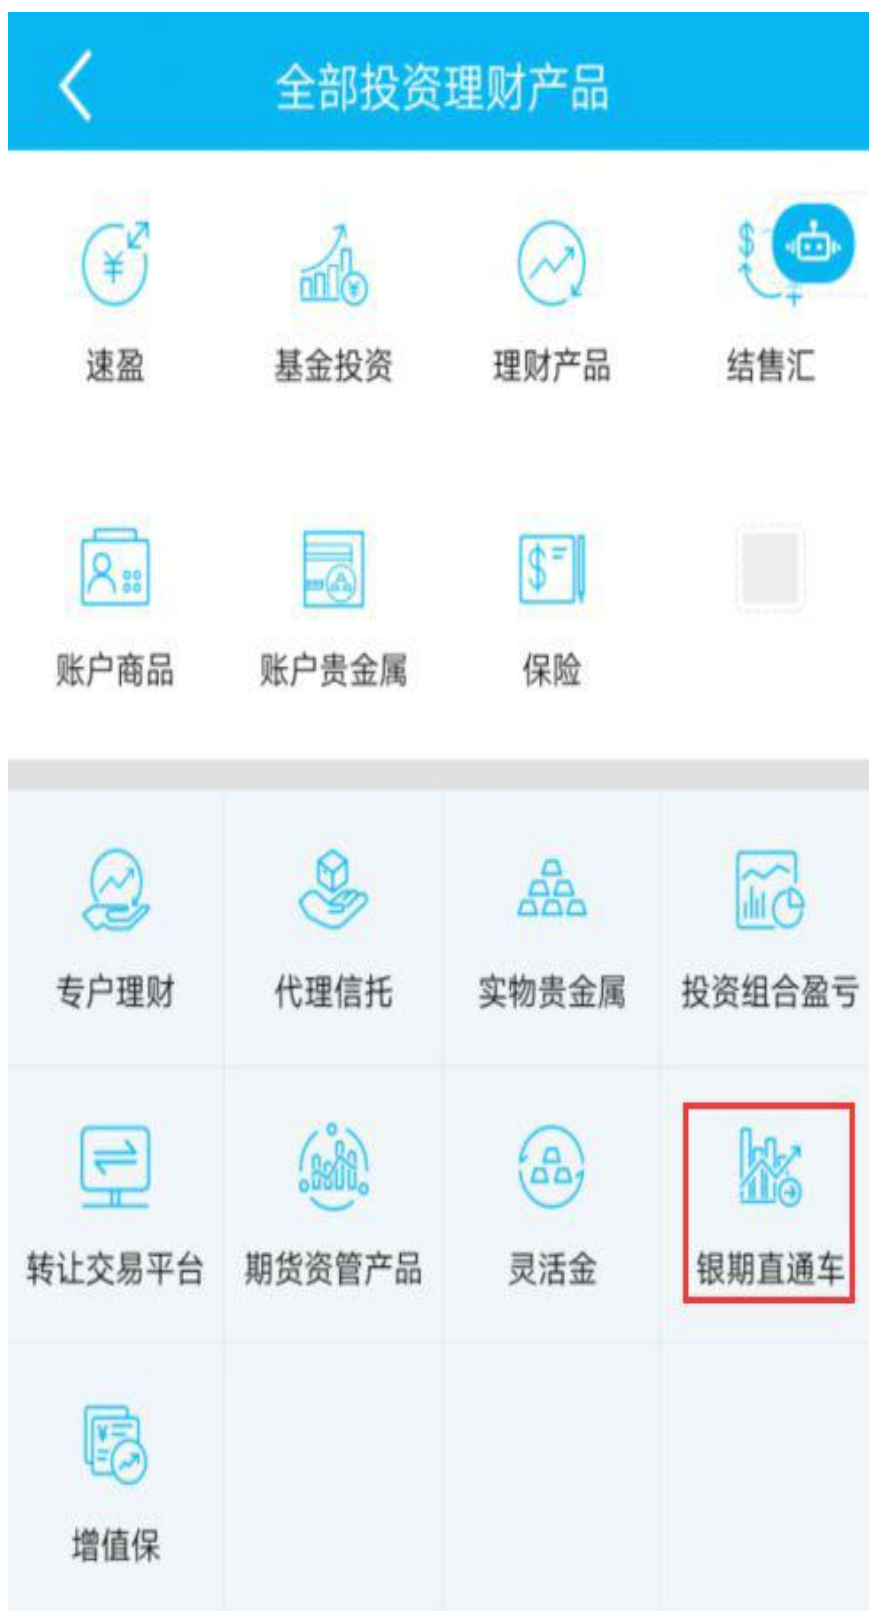 全部投资理财产品
速盈 基金投资 理财产品 结售汇
账户商品 账户贵金属 保险
专户理财 代理信托 实物贵金属 投资组合盈亏
转让交易平台 期货资管产品 灵活金 银期直通车
增值保